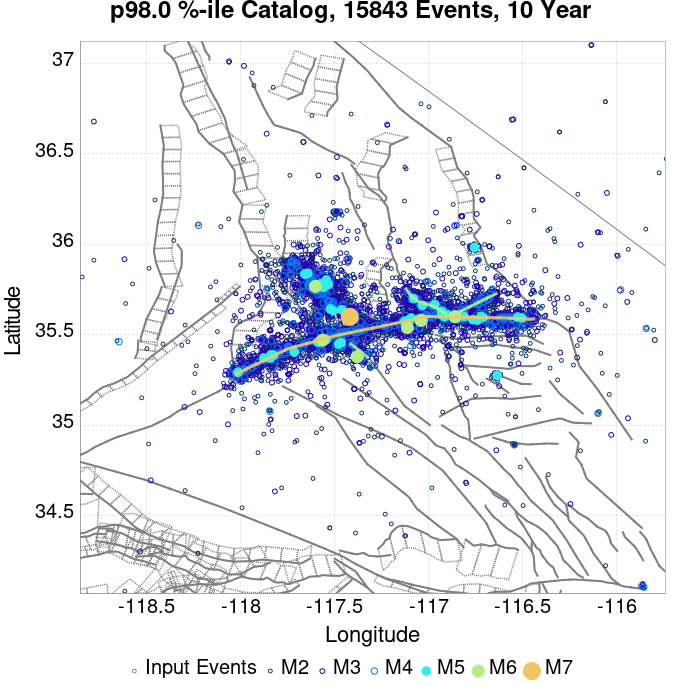 p98.0 %-ile Catalog, 15843 Events, 10 Year
37
36.5
36
35.5
35
34.5
Latitude
-118.5 -118 -117.5 -117 -116.5 -116
Longitude
Input Events M2 M3 M4 M5 M6 M7